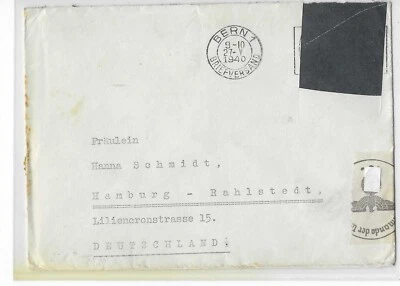 BERN 1
9-10
27.V
1940
BRIEFVERSAND
Fräulein
Hanna Schmidt,
Hamburg - Rahlstedt,
Liliencronstrasse 15.
DEUTSCHLAND!